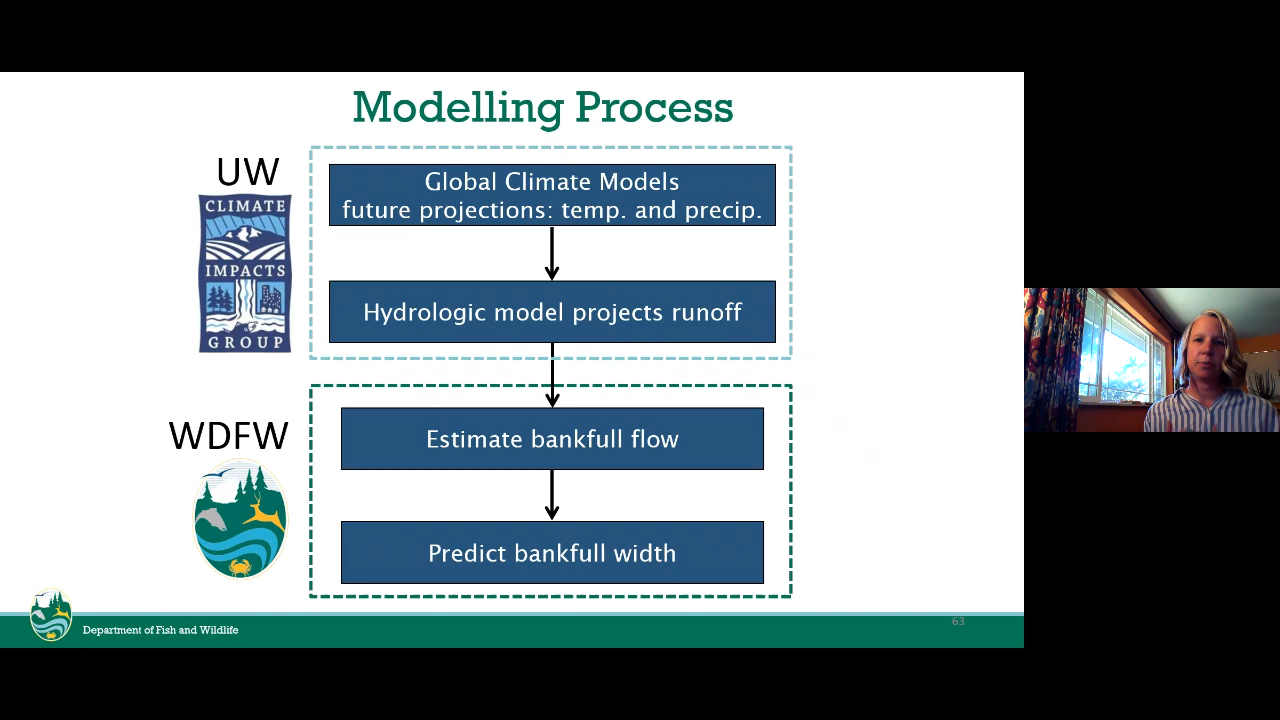 Modelling Process
UW
CLIMATE
IMPACTS
GROUP
Global Climate Models
future projections: temp. and precip.
Hydrologic model projects runoff
WDFW
Estimate bankfull flow
Predict bankfull width
Department of Fish and Wildlife
63